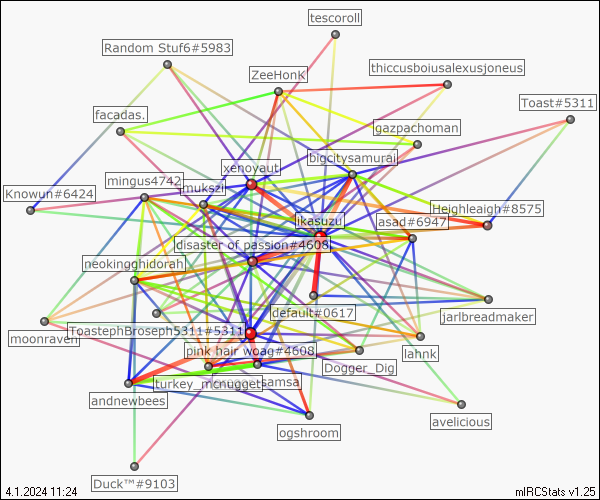 tescoroll
Random Stuf6#5983
ZeeHonK
thiccusboiusalexusjoneus
Toast#5311
facadas.
gazpachoman
bigcitysamurai
xenoyaut
mingus4742
mukszi
Knowun#6424
Heighleaigh#8575
ikasuzu
asad#6947
disaster of passion#4608
neokingghidorah
default#0617
jarlbreadmaker
moonraven
ToastephBroseph5311#5311
pink hair woag#4608
lahnk
Dogger_Dig
turkey_mcnugget
samsa
andnewbees
avelicious
ogshroom
Duck™#9103
4.1.2024 11:24
mIRCStats v1.25